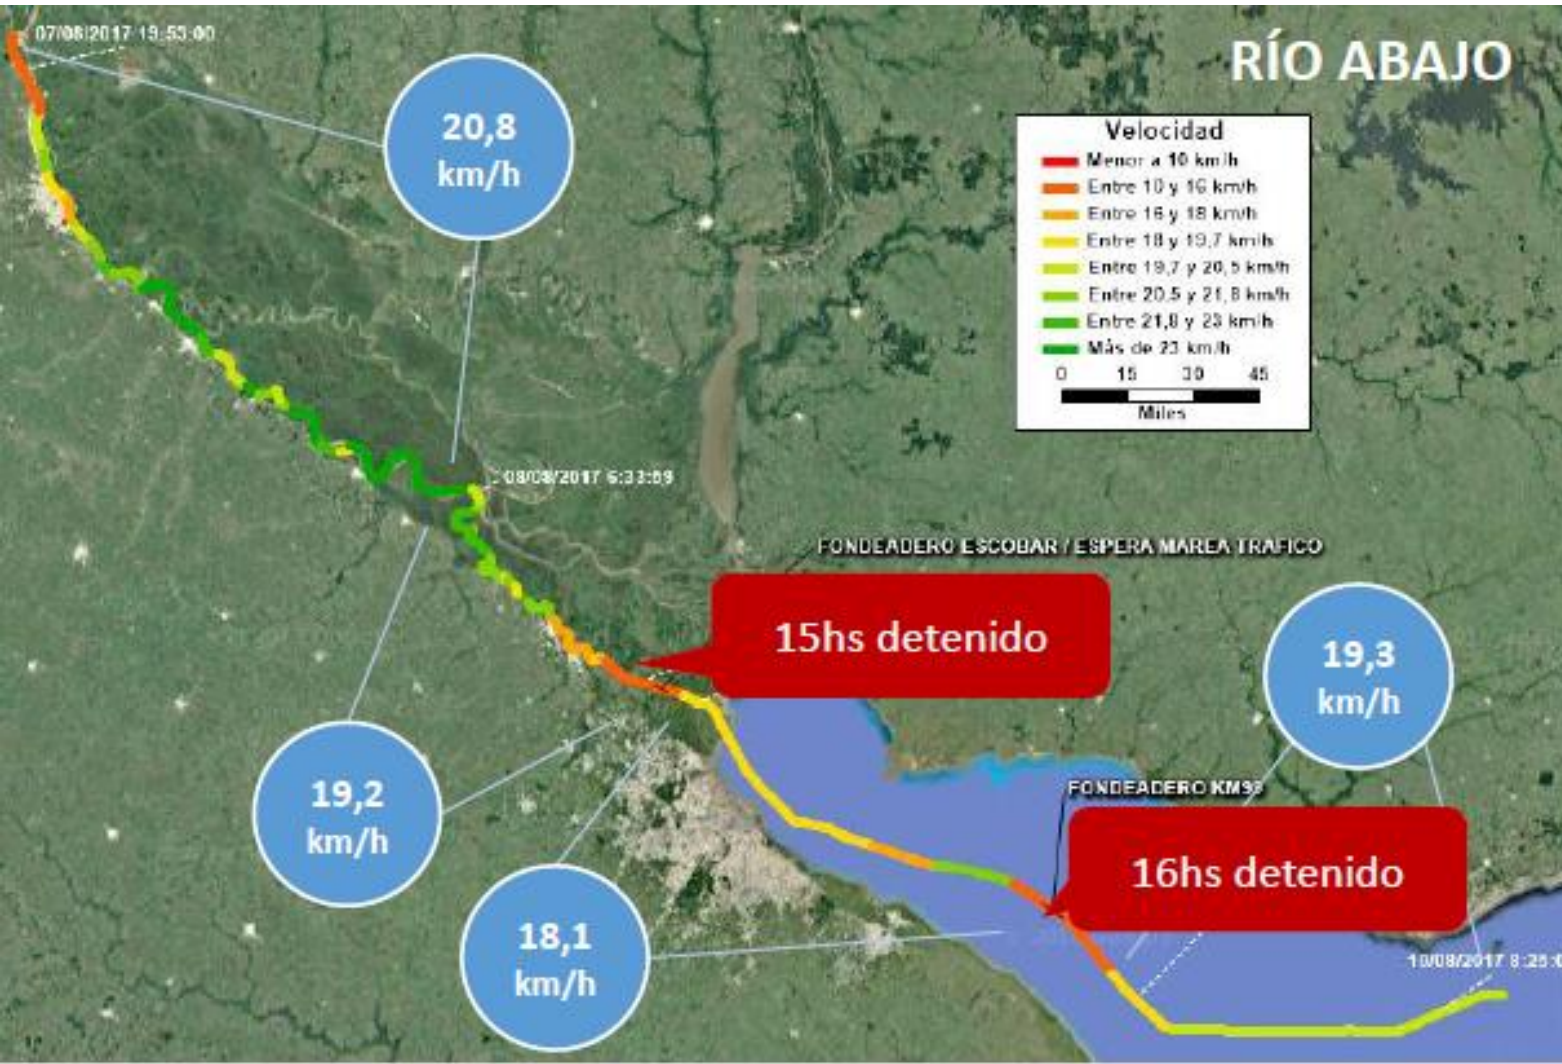 07/08/2017 19:53:00
RÍO ABAJO
20,8
km/h
Velocidad
Menor a 10 km/h
Entre 10 y 16 km/h
Entre 16 y 18 km/h
Entre 18 y 19,7 km/h
Entre 19,7 y 20,5 km/h
Entre 20,5 y 21,8 km/h
Entre 21,8 y 23 km/h
Más de 23 km/h
0 15 30 45
Miles
08/08/2017 6:33:59
FONDEADERO ESCOBAR / ESPERA MAREA TRAFICO
15hs detenido
19,3
km/h
19,2
km/h
FONDEADERO KM99
16hs detenido
18,1
km/h
10/08/2017 8:25:0